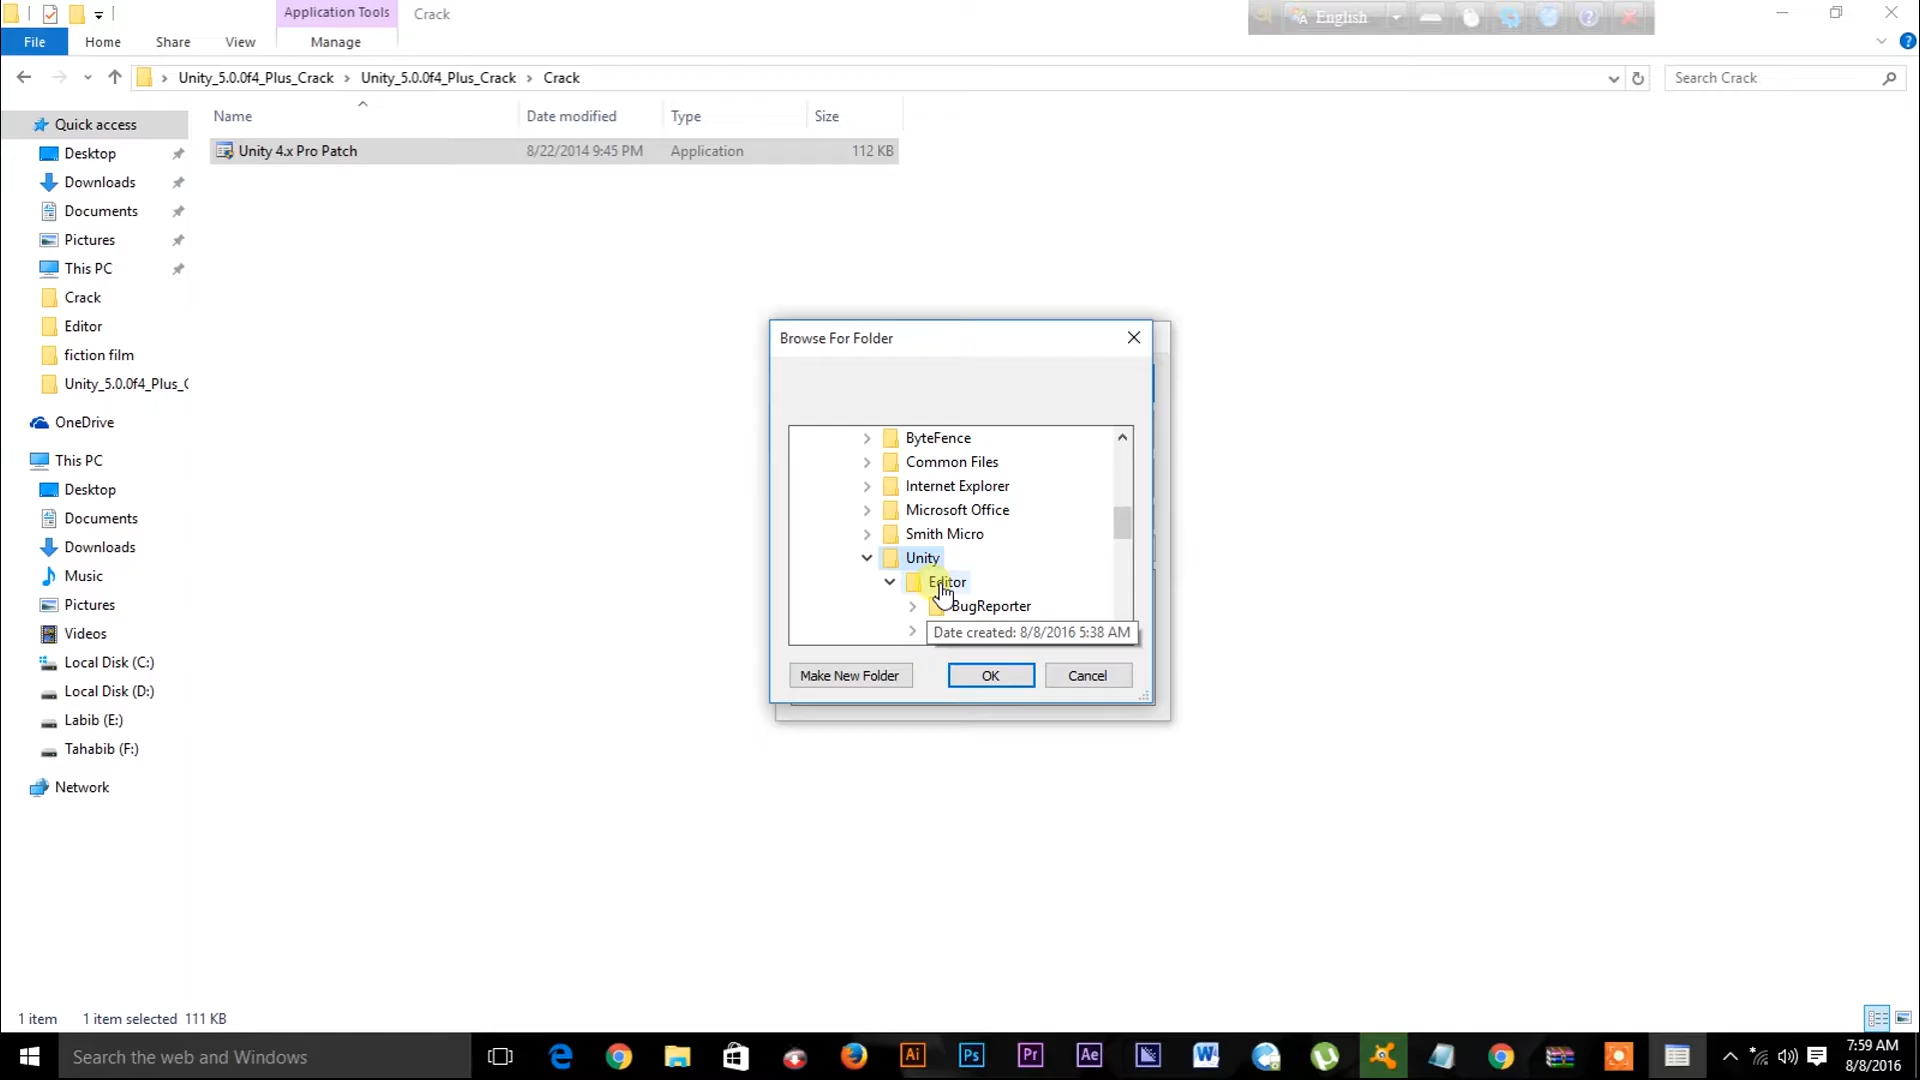 Application Tools
Crack
English
File
Home
Share
View
Manage
Unity_5.0.0f4_Plus_Crack
Unity_5.0.0f4_Plus_Crack
Crack
Search Crack
Name
Date modified
Type
Size
Unity 4.x Pro Patch
8/22/2014 9:45 PM
Application
112 KB
Quick access
Desktop
Downloads
Documents
Pictures
This PC
Crack
Editor
fiction film
Unity_5.0.0f4_Plus_C
OneDrive
This PC
Desktop
Documents
Downloads
Music
Pictures
Videos
Local Disk (C:)
Local Disk (D:)
Labib (E:)
Tahabib (F:)
Network
Browse For Folder
ByteFence
Common Files
Internet Explorer
Microsoft Office
Smith Micro
Unity
Editor
BugReporter
Date created: 8/8/2016 5:38 AM
Make New Folder
OK
Cancel
1 item
1 item selected 111 KB
Search the web and Windows
Ai
Ps
Pr
Ae
7:59 AM
8/8/2016